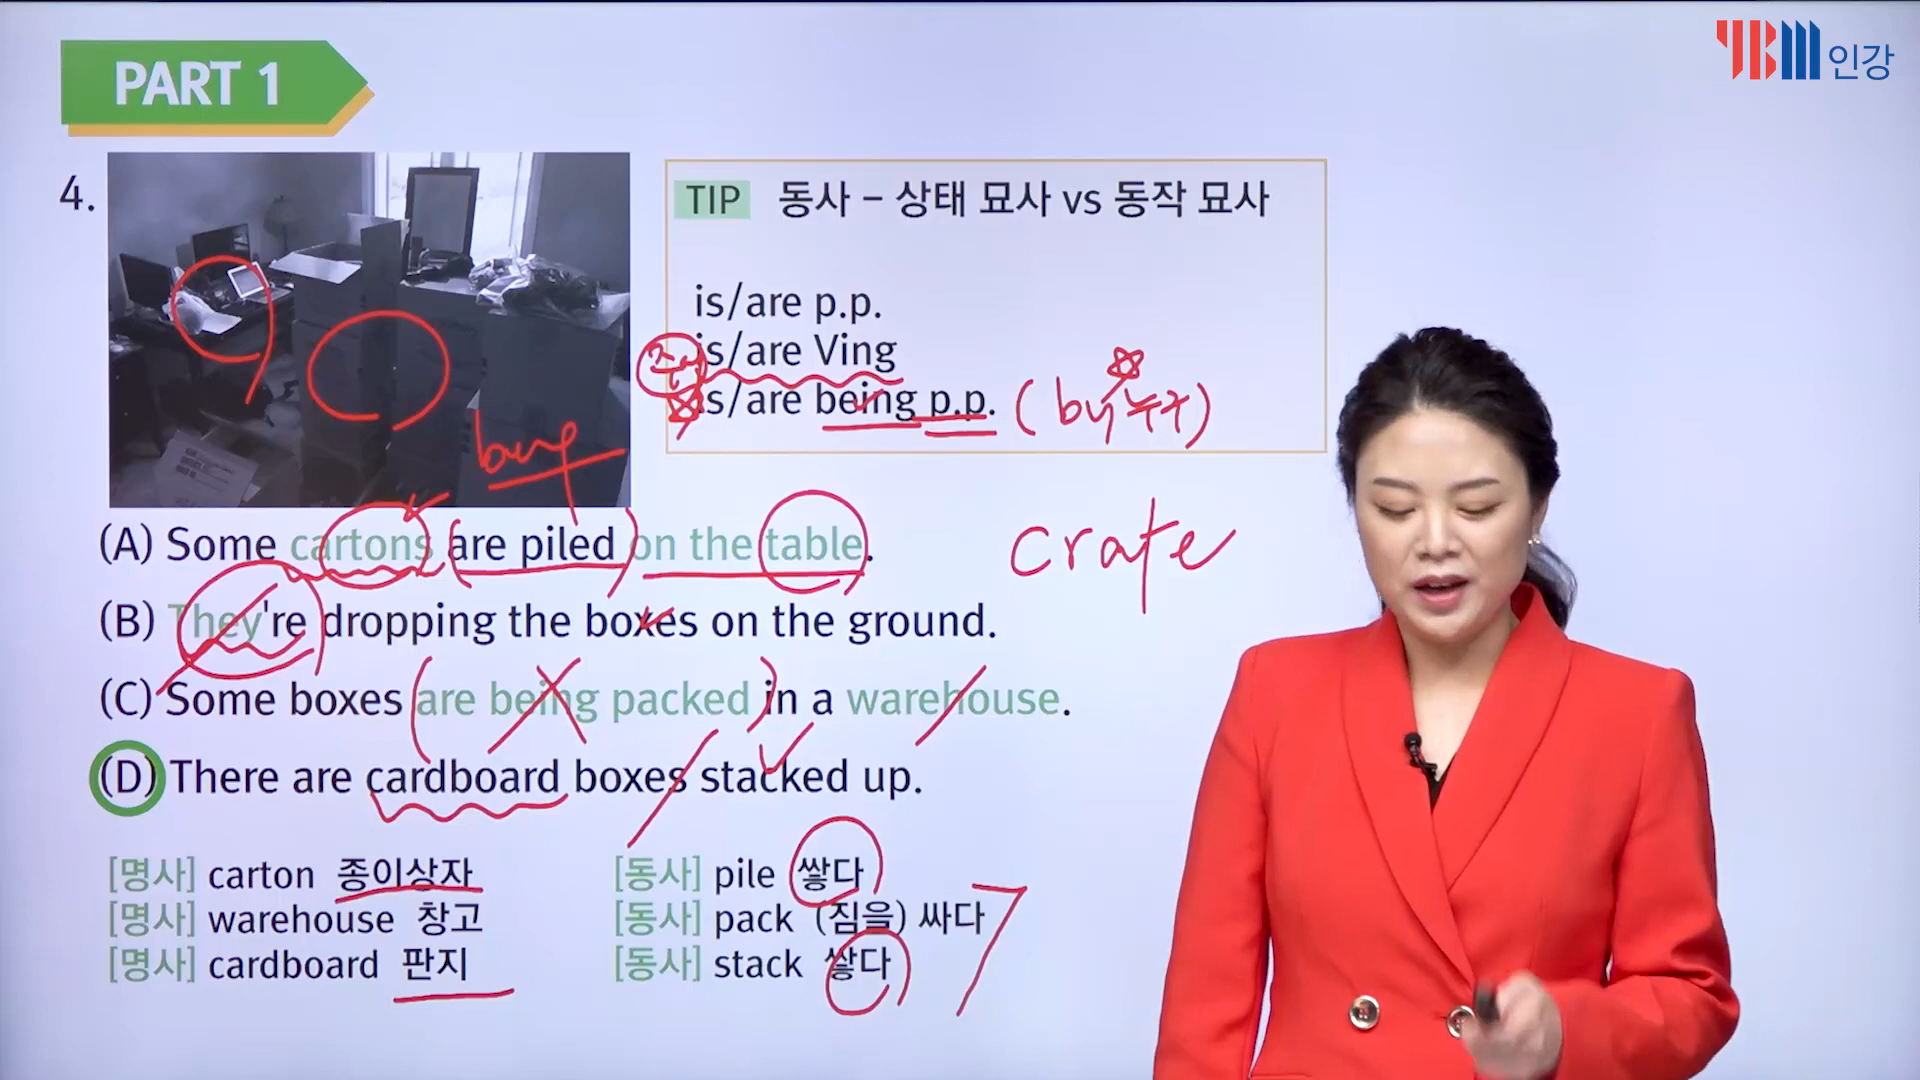 PART 1
YBM 인강
4.
TIP 동사 – 상태 묘사 vs 동작 묘사
is/are p.p.
is/are Ving
is/are being p.p. (by 누구)
crate
(A) Some cartons are piled on the table.
(B) They're dropping the boxes on the ground.
(C) Some boxes are being packed in a warehouse.
(D) There are cardboard boxes stacked up.
[명사] carton 종이상자
[명사] warehouse 창고
[명사] cardboard 판지
[동사] pile 쌓다
[동사] pack (짐을) 싸다
[동사] stack 쌓다